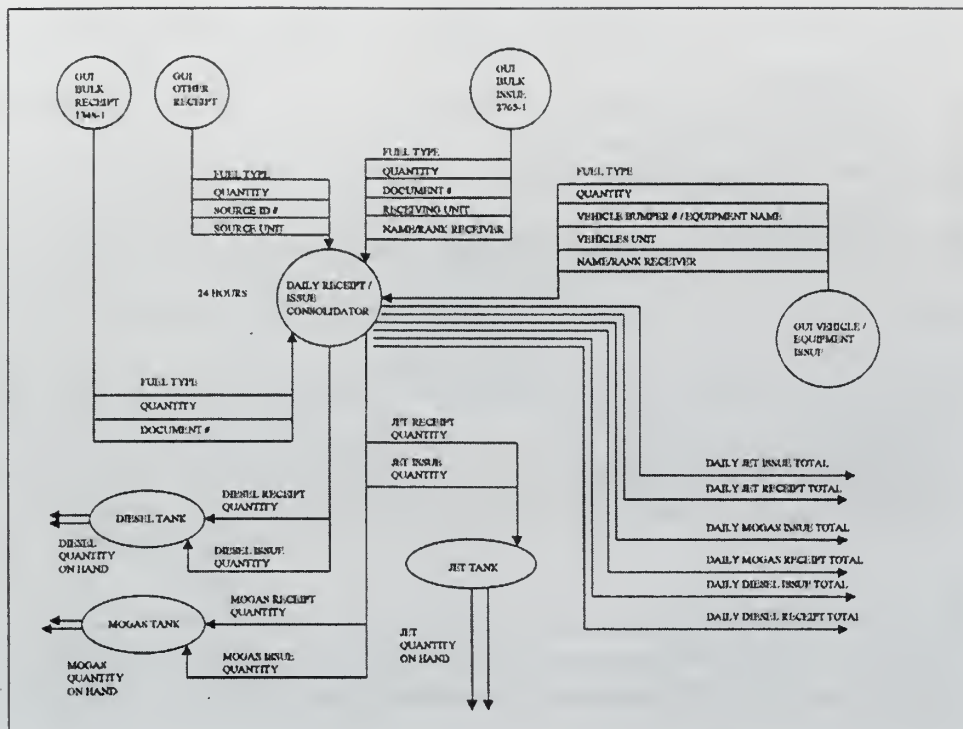 GUI
BULK
RECEIPT
1348-1
GUI
OTHER
RECEIPT
GUI
BULK
ISSUE
2765-1
FUEL TYPE
QUANTITY
SOURCE ID #
SOURCE UNIT
FUEL TYPE
QUANTITY
DOCUMENT #
RECEIVING UNIT
NAME/RANK RECEIVER
FUEL TYPE
QUANTITY
VEHICLE BUMPER # / EQUIPMENT NAME
VEHICLES UNIT
NAME/RANK RECEIVER
24 HOURS
DAILY RECEIPT /
ISSUE
CONSOLIDATOR
GUI VEHICLE /
EQUIPMENT
ISSUE
FUEL TYPE
QUANTITY
DOCUMENT #
JET RECEIPT
QUANTITY
JET ISSUE
QUANTITY
DIESEL TANK
DIESEL RECEIPT
QUANTITY
DIESEL
QUANTITY
ON HAND
DIESEL ISSUE
QUANTITY
JET TANK
MOGAS TANK
MOGAS RECEIPT
QUANTITY
MOGAS ISSUE
QUANTITY
MOGAS
QUANTITY
ON HAND
JET
QUANTITY
ON HAND
DAILY JET ISSUE TOTAL
DAILY JET RECEIPT TOTAL
DAILY MOGAS ISSUE TOTAL
DAILY MOGAS RECEIPT TOTAL
DAILY DIESEL ISSUE TOTAL
DAILY DIESEL RECEIPT TOTAL